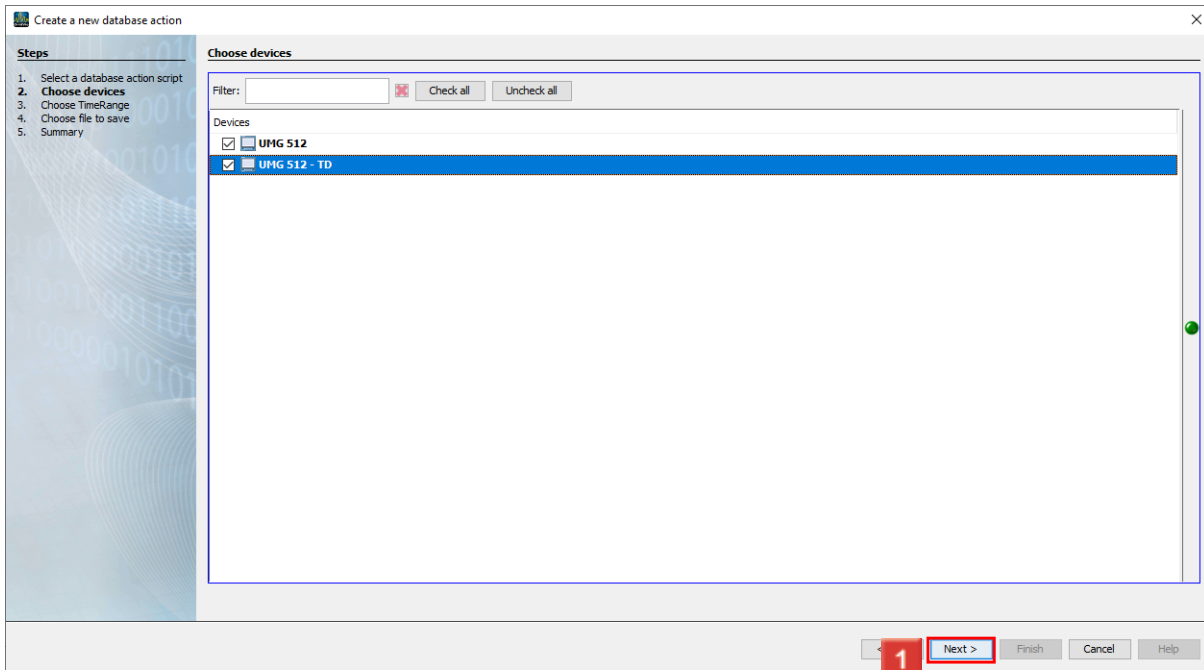 Create a new database action
Steps
1. Select a database action script
2. Choose devices
3. Choose TimeRange
4. Choose file to save
5. Summary
Choose devices
Filter: Check all Uncheck all
Devices
UMG 512
UMG 512 - TD
< 1 Next > Finish Cancel Help